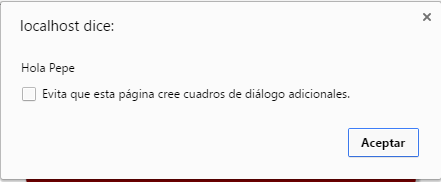 localhost dice:
Hola Pepe
Evita que esta página cree cuadros de diálogo adicionales.
Aceptar